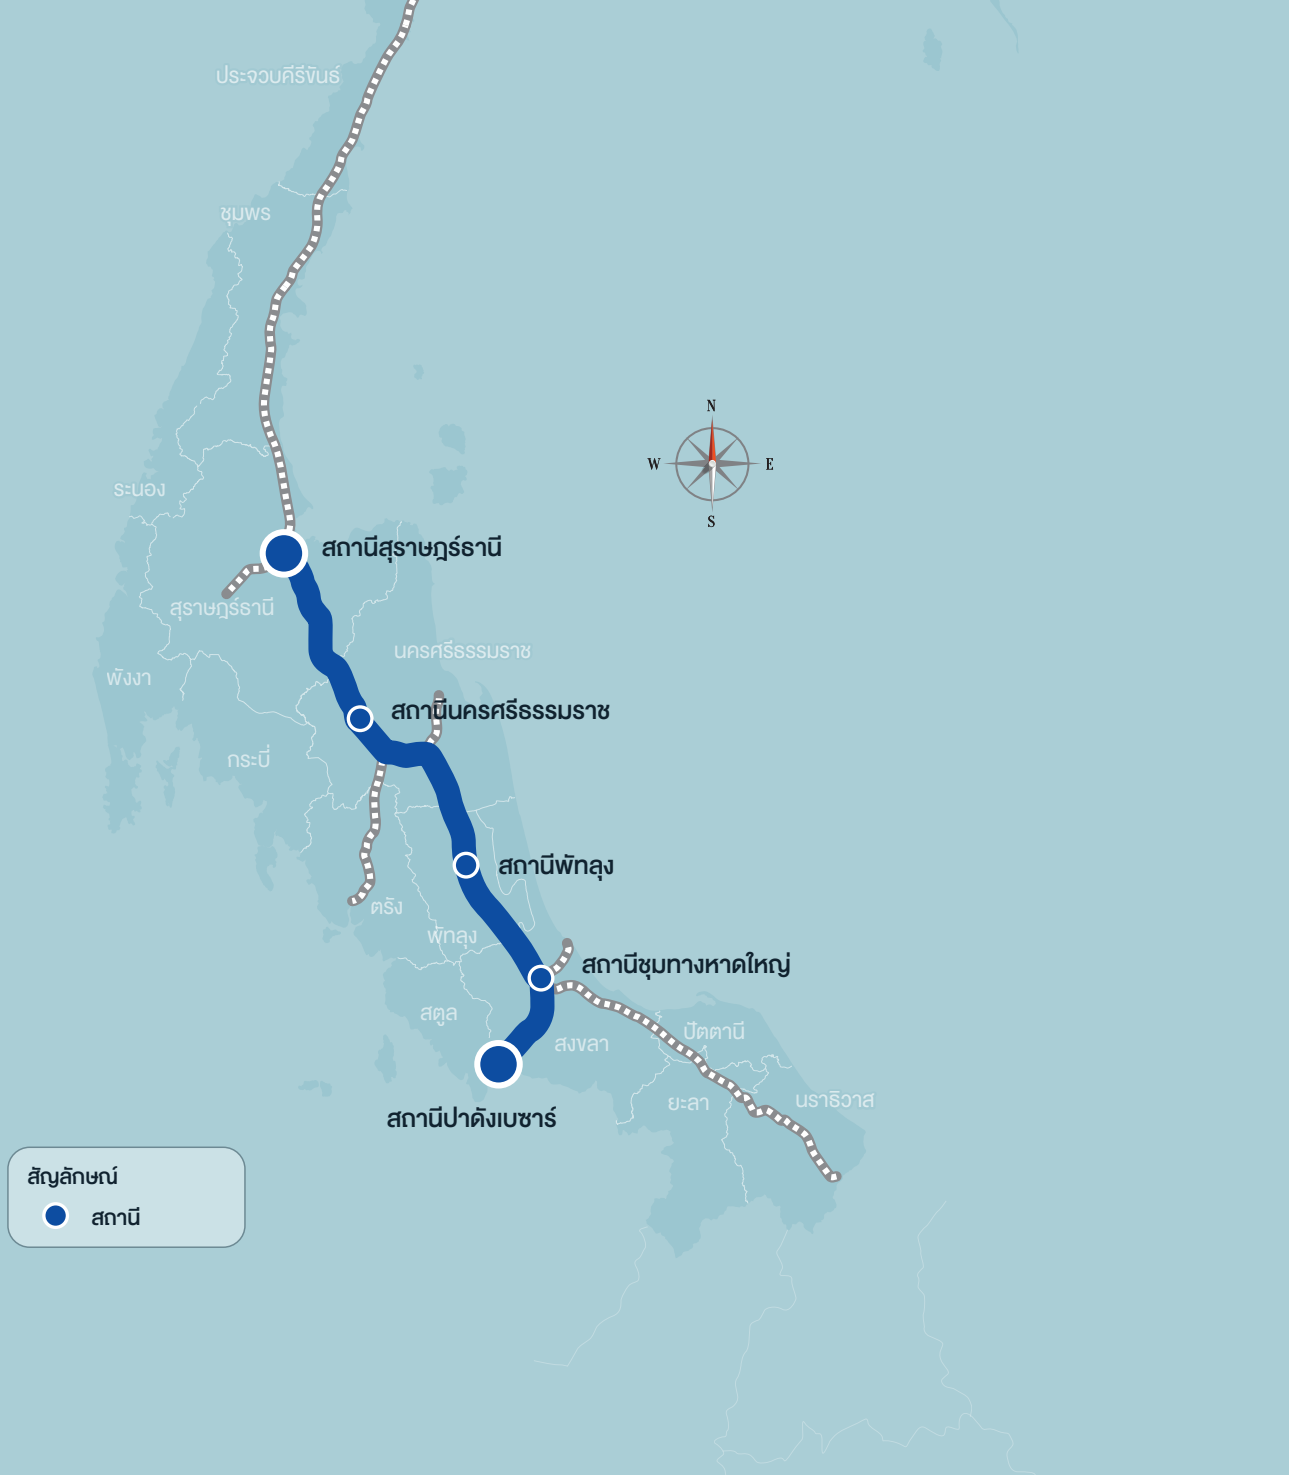 ประจวบคีรีขันธ์
ชุมพร
N
W
E
S
ระนอง
สถานีสุราษฎร์ธานี
สุราษฎร์ธานี
นครศรีธรรมราช
พังงา
สถานีนครศรีธรรมราช
กระบี่
สถานีพัทลุง
ตรัง
พัทลุง
สถานีชุมทางหาดใหญ่
สตูล
ปัตตานี
สงขลา
ยะลา
นราธิวาส
สถานีปาดังเบซาร์
สัญลักษณ์
สถานี